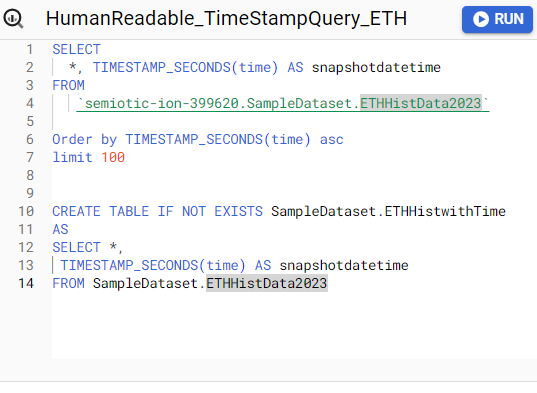 HumanReadable_TimeStampQuery_ETH RUN
1 SELECT
2 *, TIMESTAMP_SECONDS(time) AS snapshotdatetime
3 FROM
4 `semiotic-ion-399620.SampleDataset.ETHHistData2023`
5
6 Order by TIMESTAMP_SECONDS(time) asc
7 limit 100
8
9
10 CREATE TABLE IF NOT EXISTS SampleDataset.ETHHistwithTime
11 AS
12 SELECT *,
13 TIMESTAMP_SECONDS(time) AS snapshotdatetime
14 FROM SampleDataset.ETHHistData2023